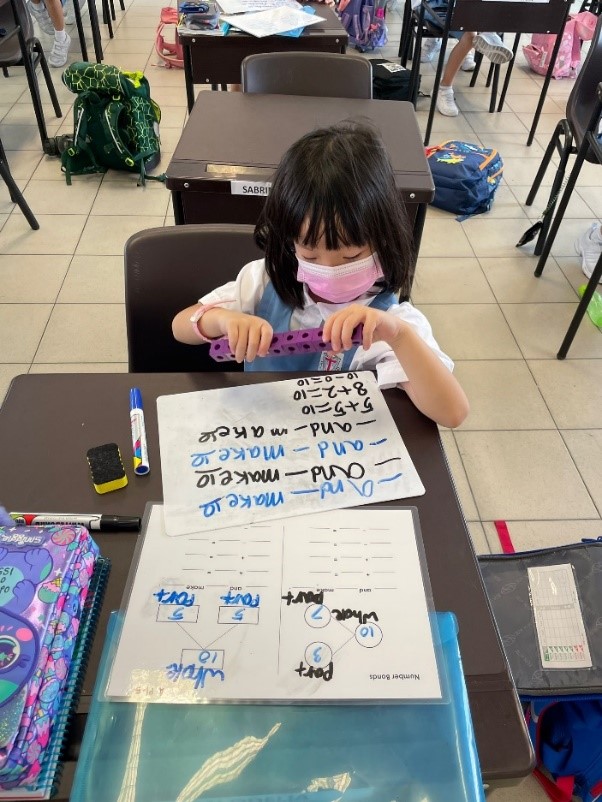 SABRI
— and — make 10
— and — make 10
— and — make 10
— and — make 10
5+5=10
8+2=10
10-0=10
Number Bonds
Part
3
10
whole
7
Part
and make
- =
- =
+ =
+ =
whole
10
5
5
Part
Part
and make
- =
- =
+ =
+ =
smiggle